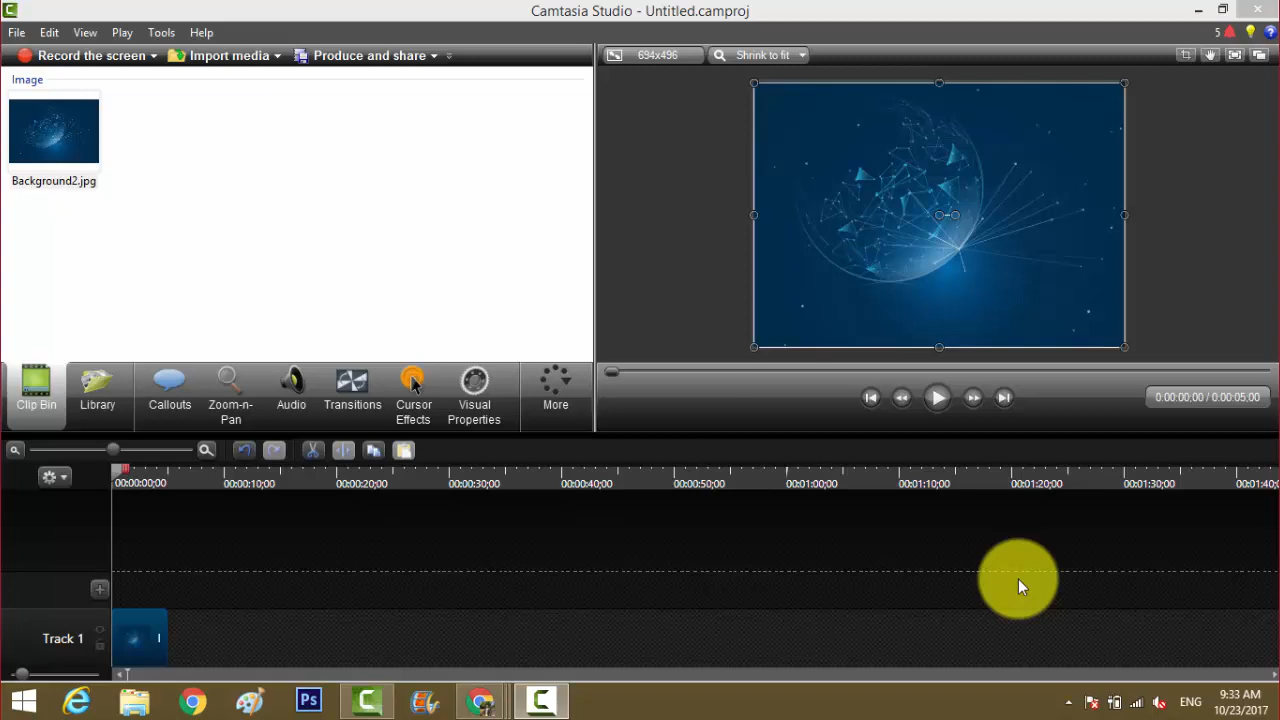 Camtasia Studio - Untitled.camproj
File Edit View Play Tools Help
5
Record the screen Import media Produce and share
694x496 Shrink to fit
Image
Background2.jpg
Clip Bin
Library
Callouts
Zoom-n-
Pan
Audio
Transitions
Cursor
Effects
Visual
Properties
More
0:00:00;00 / 0:00:05;00
00:00:00;00 00:00:10;00 00:00:20;00 00:00:30;00 00:00:40;00 00:00:50;00 00:01:00;00 00:01:10;00 00:01:20;00 00:01:30;00 00:01:40;
Track 1
Ps
ENG
9:33 AM
10/23/2017